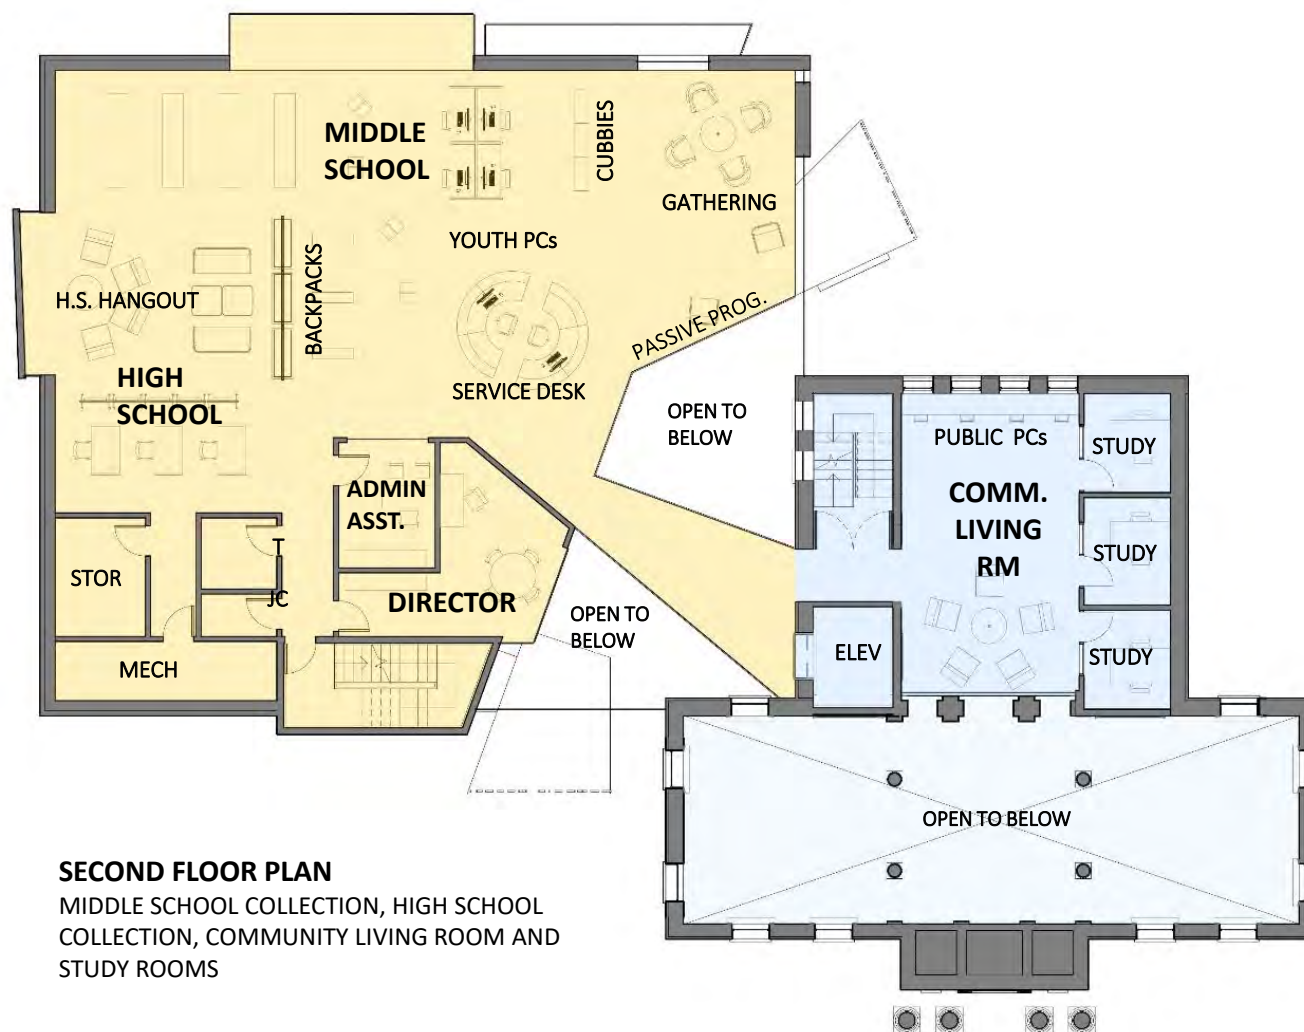 MIDDLE
SCHOOL
CUBBIES
GATHERING
YOUTH PCs
BACKPACKS
H.S. HANGOUT
PASSIVE PROG.
HIGH
SCHOOL
SERVICE DESK
OPEN TO
BELOW
PUBLIC PCs
STUDY
COMM.
LIVING
RM
STUDY
STUDY
ADMIN
ASST.
STOR
T
JC
DIRECTOR
OPEN TO
BELOW
ELEV
MECH
OPEN TO BELOW
SECOND FLOOR PLAN
MIDDLE SCHOOL COLLECTION, HIGH SCHOOL
COLLECTION, COMMUNITY LIVING ROOM AND
STUDY ROOMS